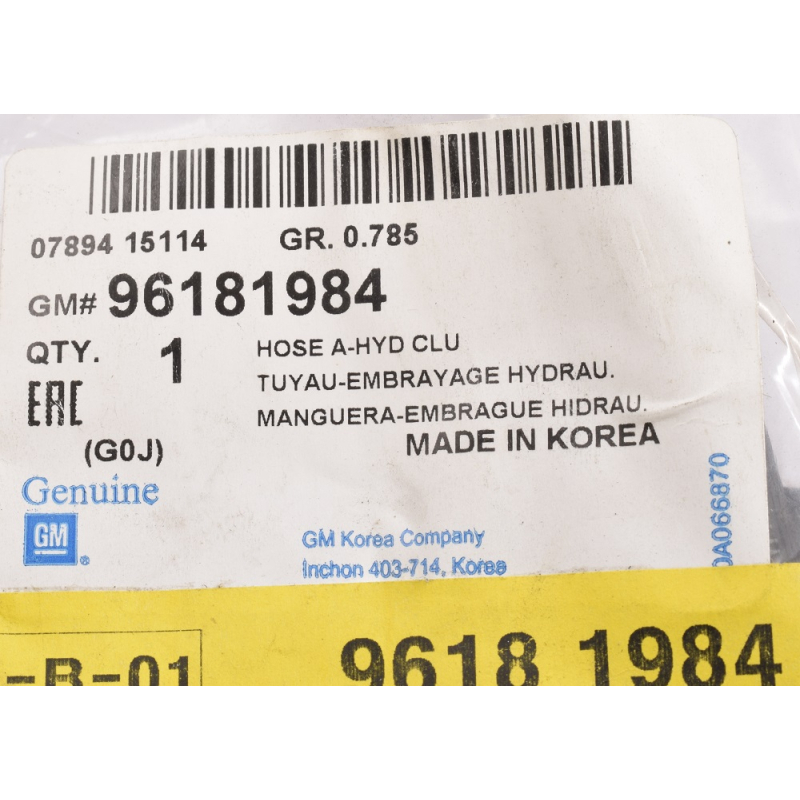 07894 15114 GR. 0.785
GM# 96181984
QTY. 1
HOSE A-HYD CLU
TUYAU-EMBRAYAGE HYDRAU.
MANGUERA-EMBRAGUE HIDRAU.
EAC
(G0J)
MADE IN KOREA
Genuine
GM ®
GM Korea Company
Inchon 403-714, Korea
0A066870
-B-01
9618 1984